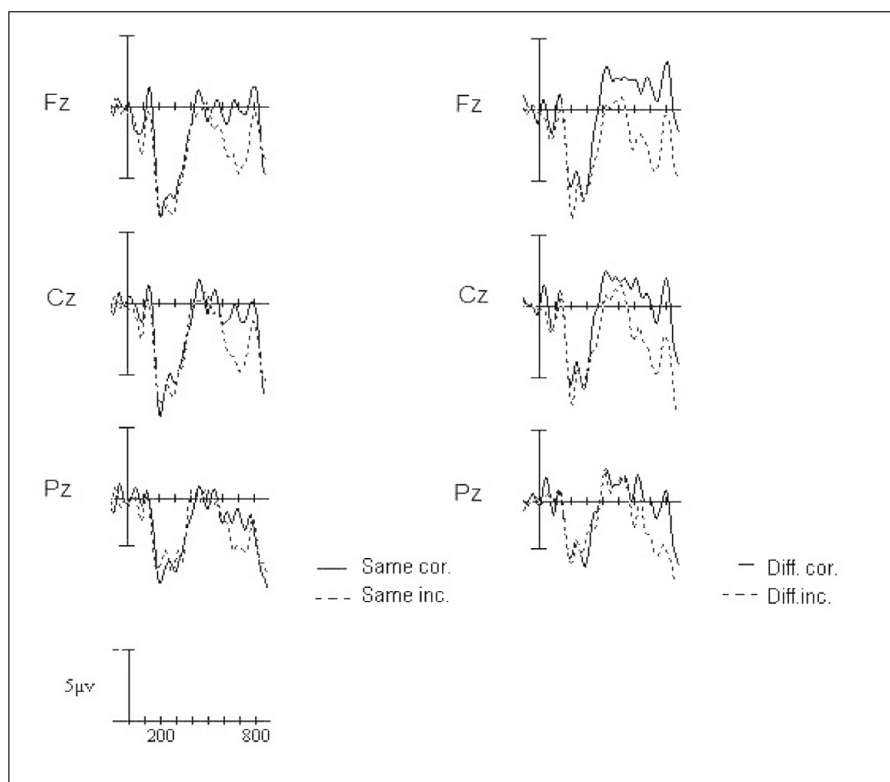 Fz
Fz
Cz
Cz
Pz
Pz
Same cor.
Same inc.
Diff. cor.
Diff.inc.
5μv
200 800